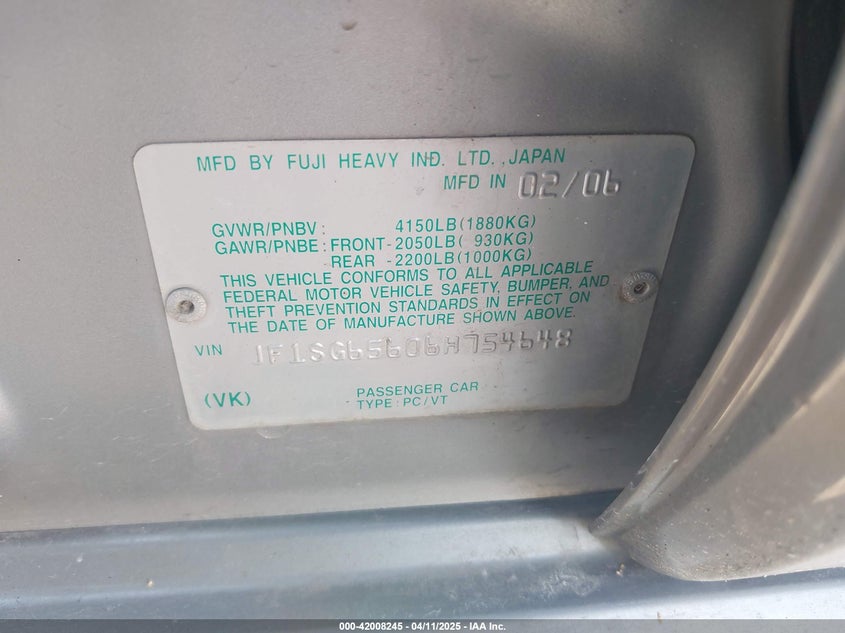 MFD BY FUJI HEAVY IND. LTD. JAPAN
MFD IN 02/06
GVWR/PNBV: 4150LB(1880KG)
GAWR/PNBE: FRONT-2050LB( 930KG)
REAR -2200LB(1000KG)
THIS VEHICLE CONFORMS TO ALL APPLICABLE
FEDERAL MOTOR VEHICLE SAFETY, BUMPER, AND
THEFT PREVENTION STANDARDS IN EFFECT ON
THE DATE OF MANUFACTURE SHOWN ABOVE.
VIN JF1SG65606H754648
(VK)
PASSENGER CAR
TYPE:PC/VT
000-42008245 - 04/11/2025 - IAA Inc.